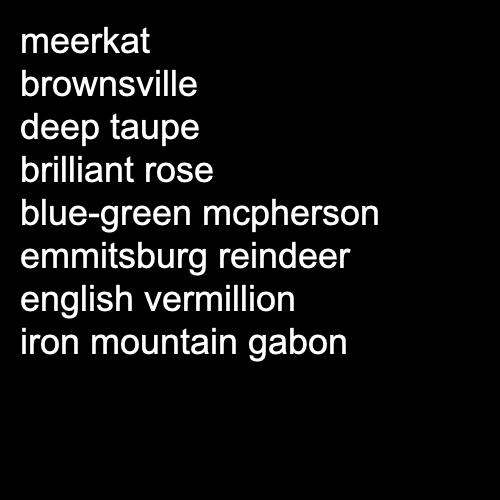 meerkat
brownsville
deep taupe
brilliant rose
blue-green mcpherson
emmitsburg reindeer
english vermillion
iron mountain gabon